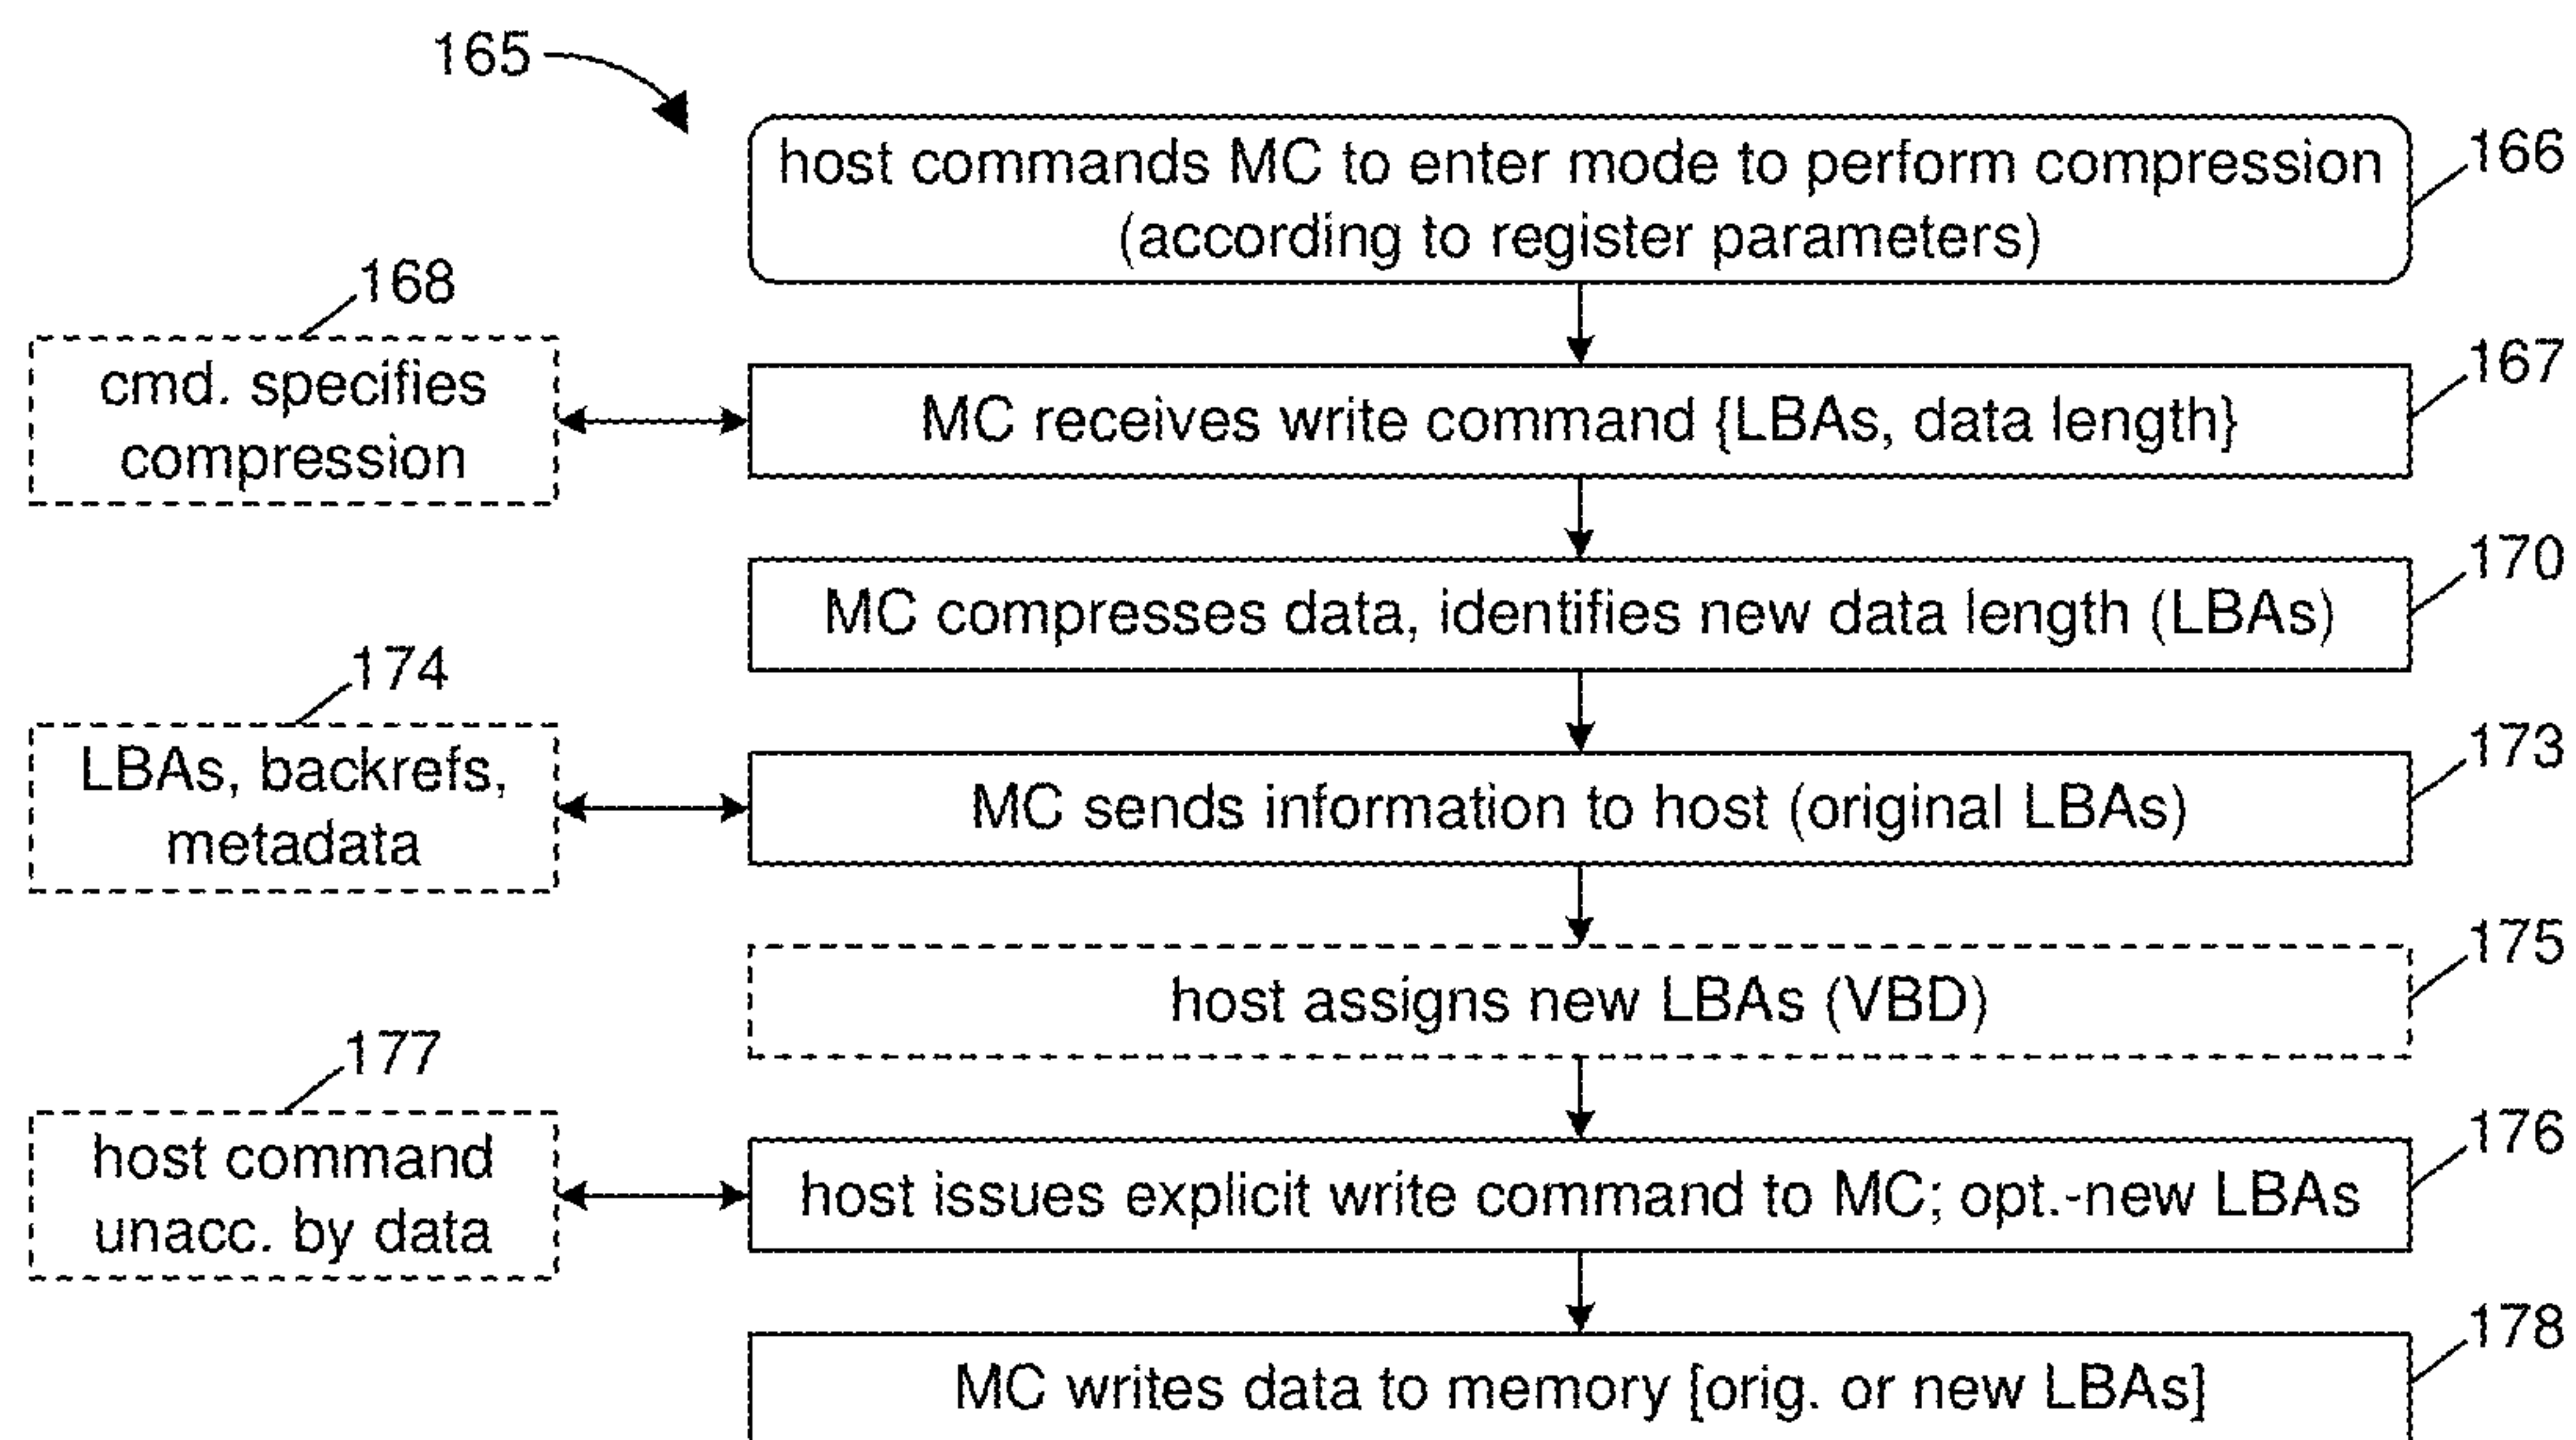 165
host commands MC to enter mode to perform compression
(according to register parameters)
166
168
cmd. specifies
compression
MC receives write command {LBAs, data length}
167
MC compresses data, identifies new data length (LBAs)
170
174
LBAs, backrefs,
metadata
MC sends information to host (original LBAs)
173
host assigns new LBAs (VBD)
175
177
host command
unacc. by data
host issues explicit write command to MC; opt.-new LBAs
176
MC writes data to memory [orig. or new LBAs]
178